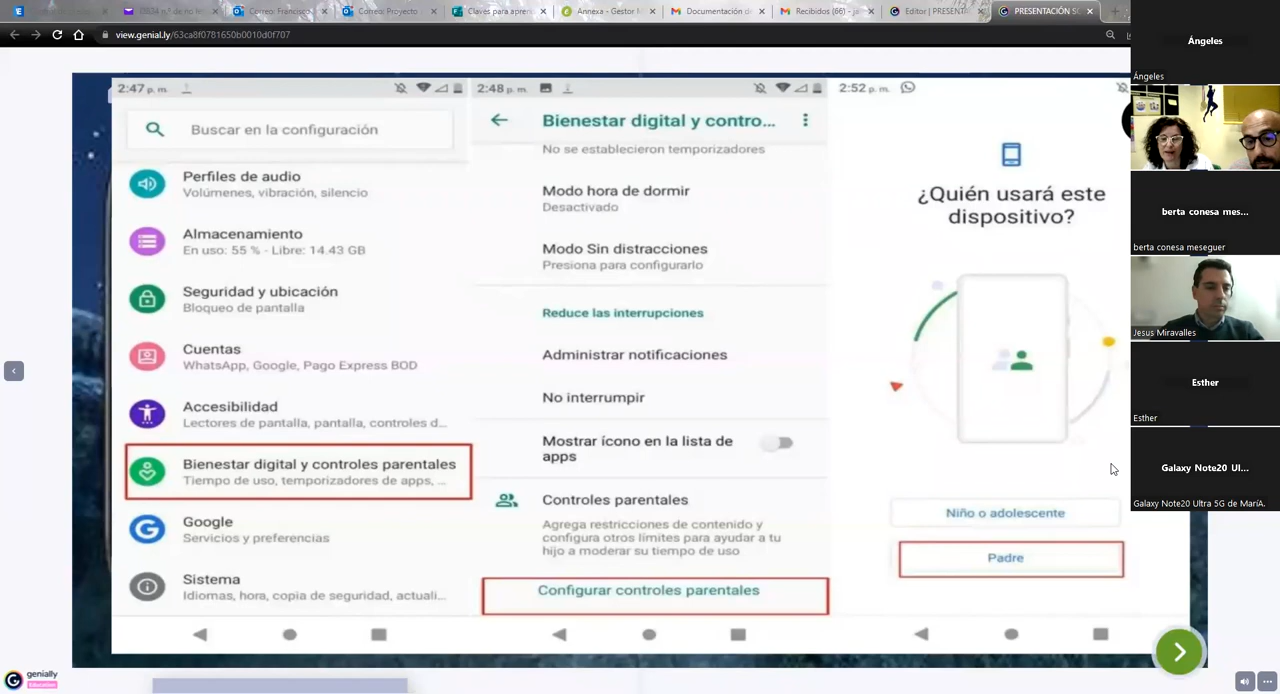 Correo: Francisco
Correo: Proyecto
Claves para apren
Annexa - Gestor
Documentación d
Recibidos (66) - j
Editor | PRESENTA
PRESENTACIÓN S
view.genial.ly/63ca8f0781650b0010d0f707
2:47 p. m.
Buscar en la configuración
Perfiles de audio
Volúmenes, vibración, silencio
Almacenamiento
En uso: 55 % - Libre: 14.43 GB
Seguridad y ubicación
Bloqueo de pantalla
Cuentas
WhatsApp, Google, Pago Express BOD
Accesibilidad
Lectores de pantalla, pantalla, controles d...
Bienestar digital y controles parentales
Tiempo de uso, temporizadores de apps, ...
Google
Servicios y preferencias
Sistema
Idiomas, hora, copia de seguridad, actuali...
2:48 p. m.
Bienestar digital y contro...
No se establecieron temporizadores
Modo hora de dormir
Desactivado
Modo Sin distracciones
Presiona para configurarlo
Reduce las interrupciones
Administrar notificaciones
No interrumpir
Mostrar ícono en la lista de
apps
Controles parentales
Agrega restricciones de contenido y
configura otros límites para ayudar a tu
hijo a moderar su tiempo de uso
Configurar controles parentales
2:52 p. m.
¿Quién usará este
dispositivo?
Niño o adolescente
Padre
Ángeles
Ángeles
berta conesa mes...
berta conesa meseguer
Jesus Miravalles
Esther
Esther
Galaxy Note20 Ul...
Galaxy Note20 Ultra 5G de MaríA.
genially
Education